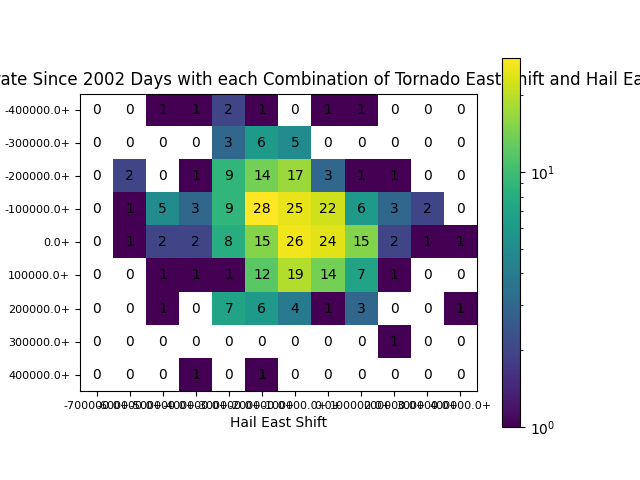 ate Since 2002 Days with each Combination of Tornado East Shift and Hail Ea
-400000.0+ 0 0 1 1 2 1 0 1 1 0 0 0
-300000.0+ 0 0 0 0 3 6 5 0 0 0 0 0
-200000.0+ 0 2 0 1 9 14 17 3 1 1 0 0
-100000.0+ 0 1 5 3 9 28 25 22 6 3 2 0
0.0+ 0 1 2 2 8 15 26 24 15 2 1 1
100000.0+ 0 0 1 1 1 12 19 14 7 1 0 0
200000.0+ 0 0 1 0 7 6 4 1 3 0 0 1
300000.0+ 0 0 0 0 0 0 0 0 0 1 0 0
400000.0+ 0 0 0 1 0 1 0 0 0 0 0 0
Hail East Shift
10¹
10⁰